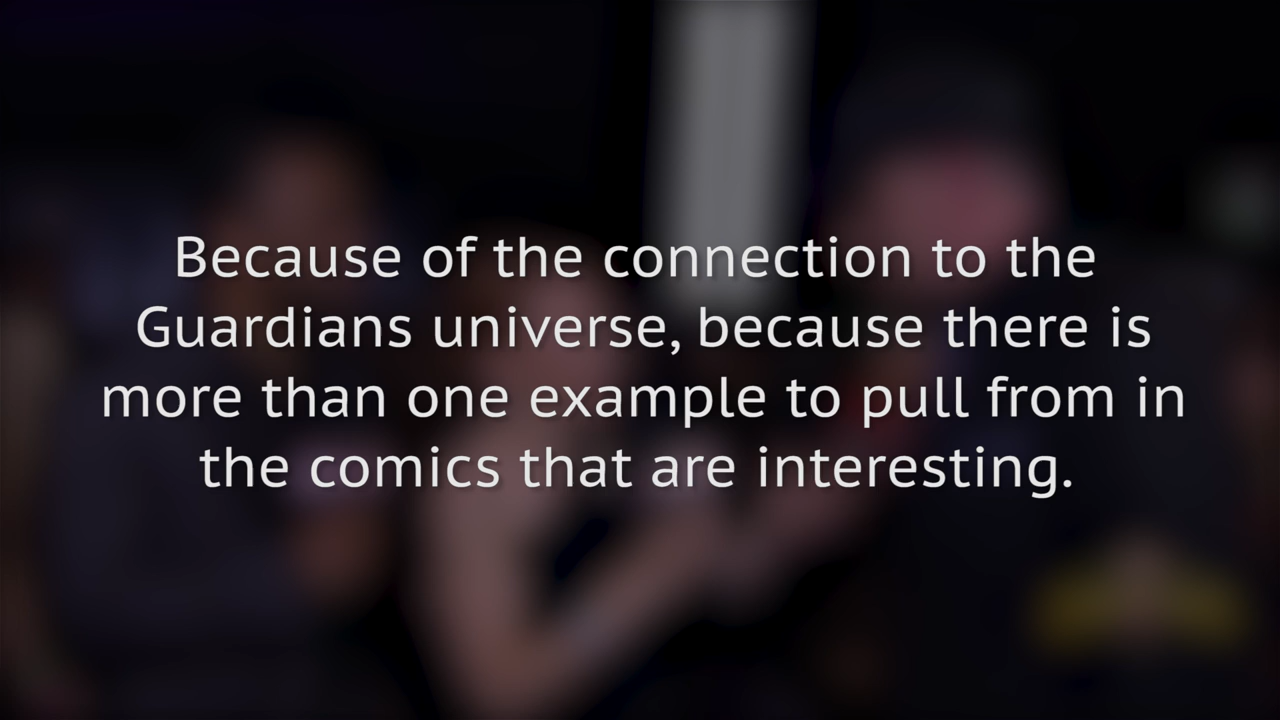 Because of the connection to the
Guardians universe, because there is
more than one example to pull from in
the comics that are interesting.